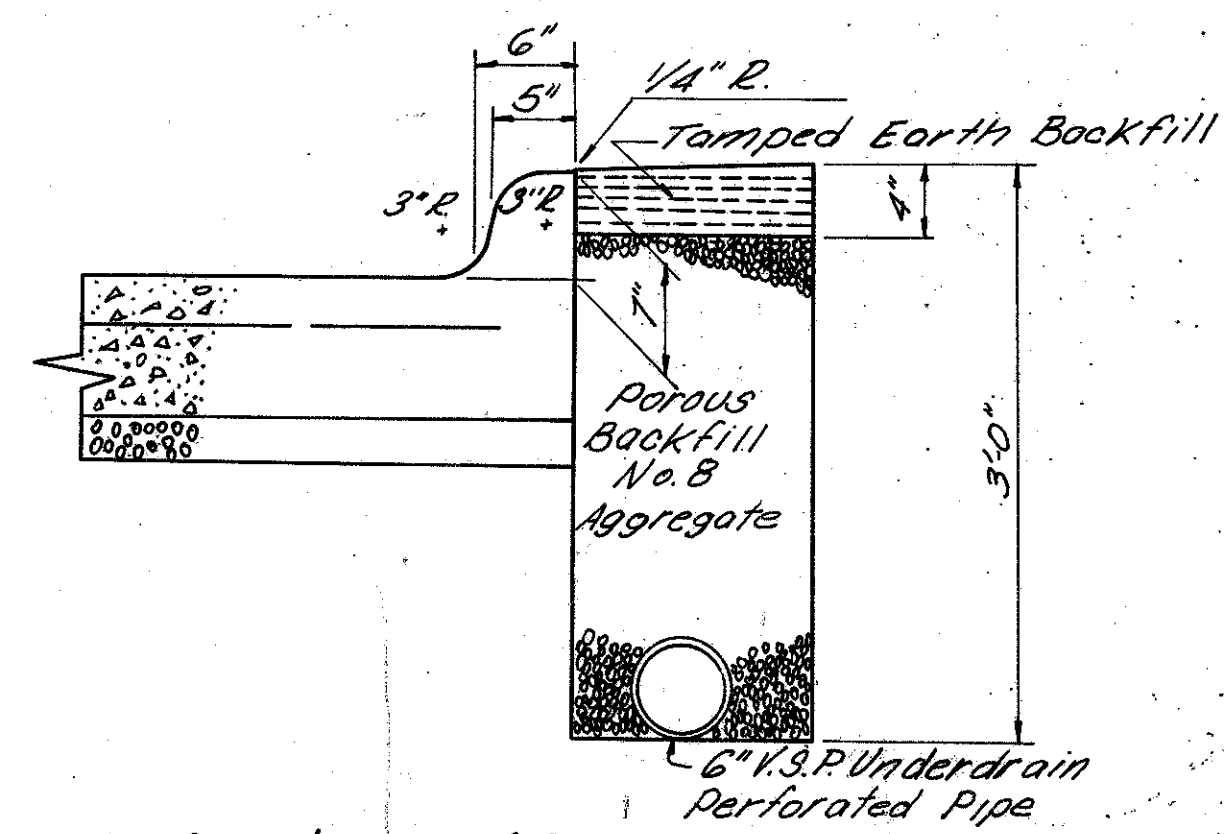 6"
5"
1/4" R.
Tamped Earth Backfill
3" R.
3" R
4"
7"
Porous
Backfill
No. 8
Aggregate
3'-0"
6" V.S.P. Underdrain
Perforated Pipe